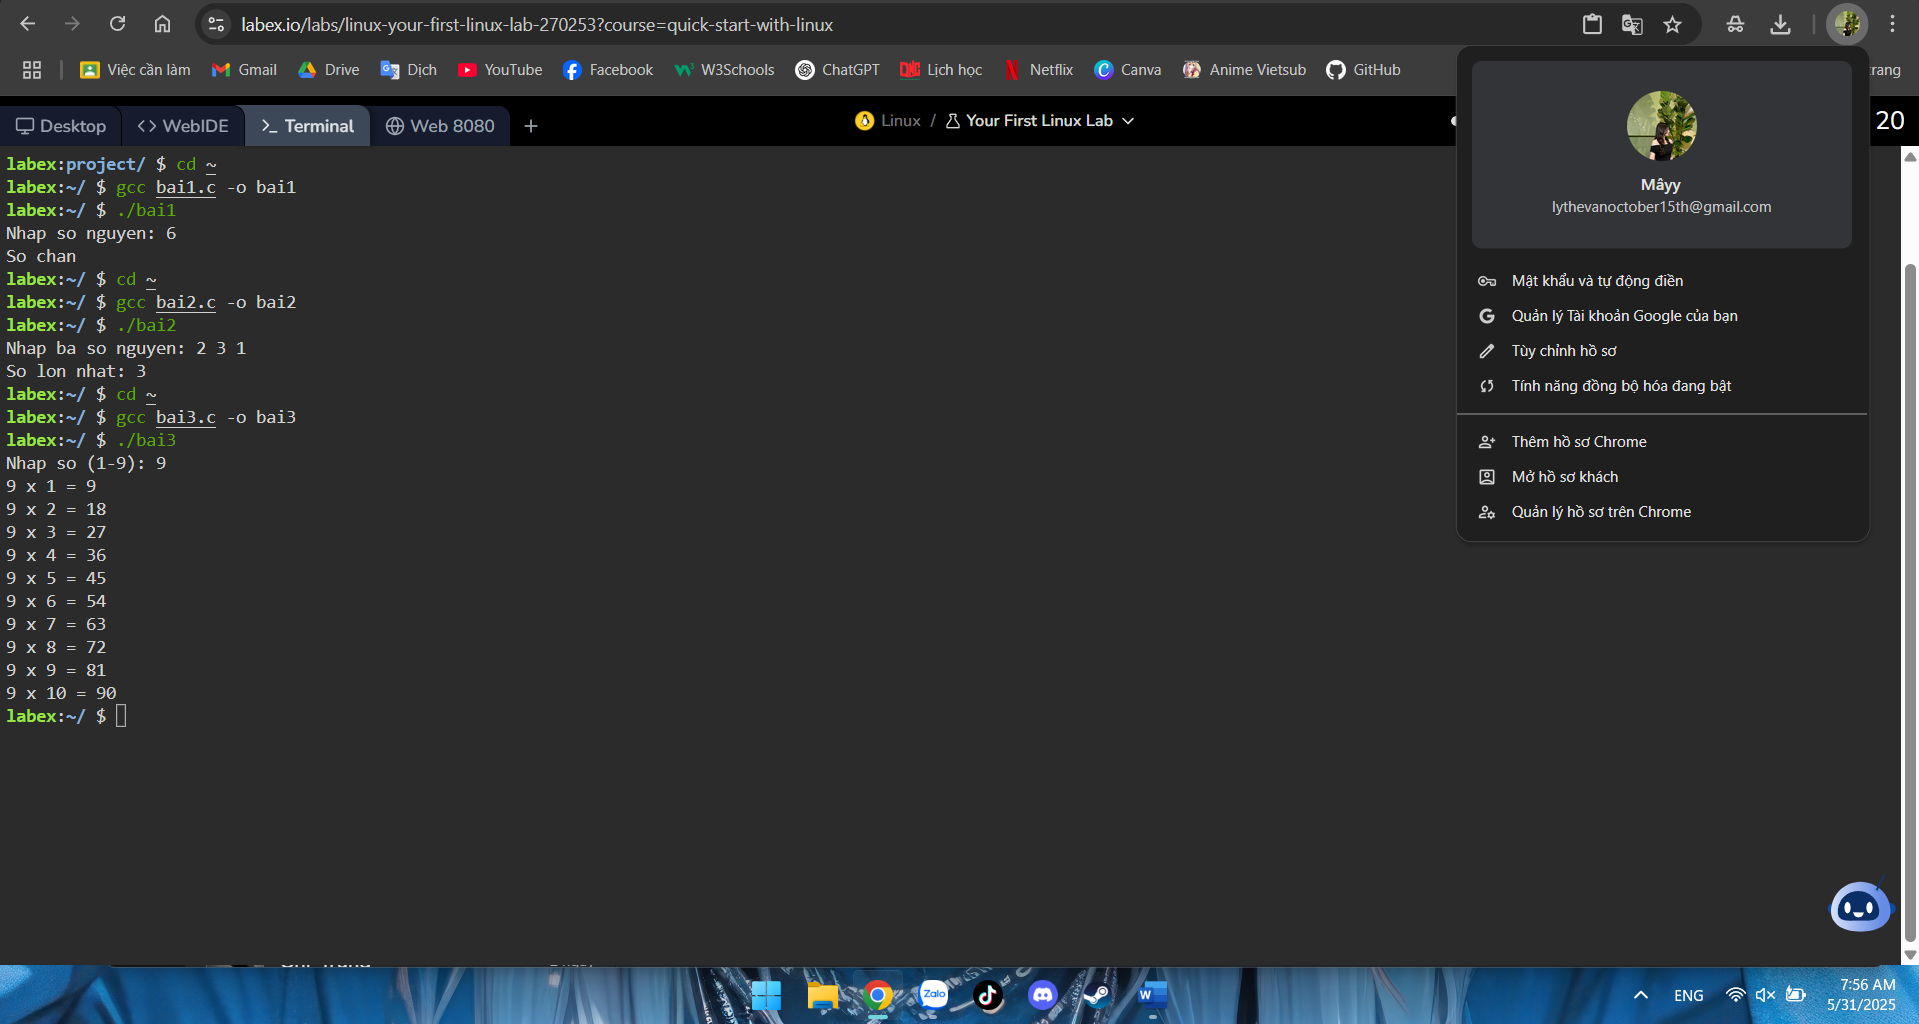 labex.io/labs/linux-your-first-linux-lab-270253?course=quick-start-with-linux
Việc cần làm Gmail Drive Dịch YouTube Facebook W3Schools ChatGPT Lịch học Netflix Canva Anime Vietsub GitHub rang
Desktop WebIDE Terminal Web 8080 + Linux / Your First Linux Lab 20
labex:project/ $ cd ~
labex:~/ $ gcc bai1.c -o bai1
labex:~/ $ ./bai1
Nhap so nguyen: 6
So chan
labex:~/ $ cd ~
labex:~/ $ gcc bai2.c -o bai2
labex:~/ $ ./bai2
Nhap ba so nguyen: 2 3 1
So lon nhat: 3
labex:~/ $ cd ~
labex:~/ $ gcc bai3.c -o bai3
labex:~/ $ ./bai3
Nhap so (1-9): 9
9 x 1 = 9
9 x 2 = 18
9 x 3 = 27
9 x 4 = 36
9 x 5 = 45
9 x 6 = 54
9 x 7 = 63
9 x 8 = 72
9 x 9 = 81
9 x 10 = 90
labex:~/ $
Mâyy
lythevanoctober15th@gmail.com
Mật khẩu và tự động điền
Quản lý Tài khoản Google của bạn
Tùy chỉnh hồ sơ
Tính năng đồng bộ hóa đang bật
Thêm hồ sơ Chrome
Mở hồ sơ khách
Quản lý hồ sơ trên Chrome
Zalo
W
ENG
7:56 AM
5/31/2025